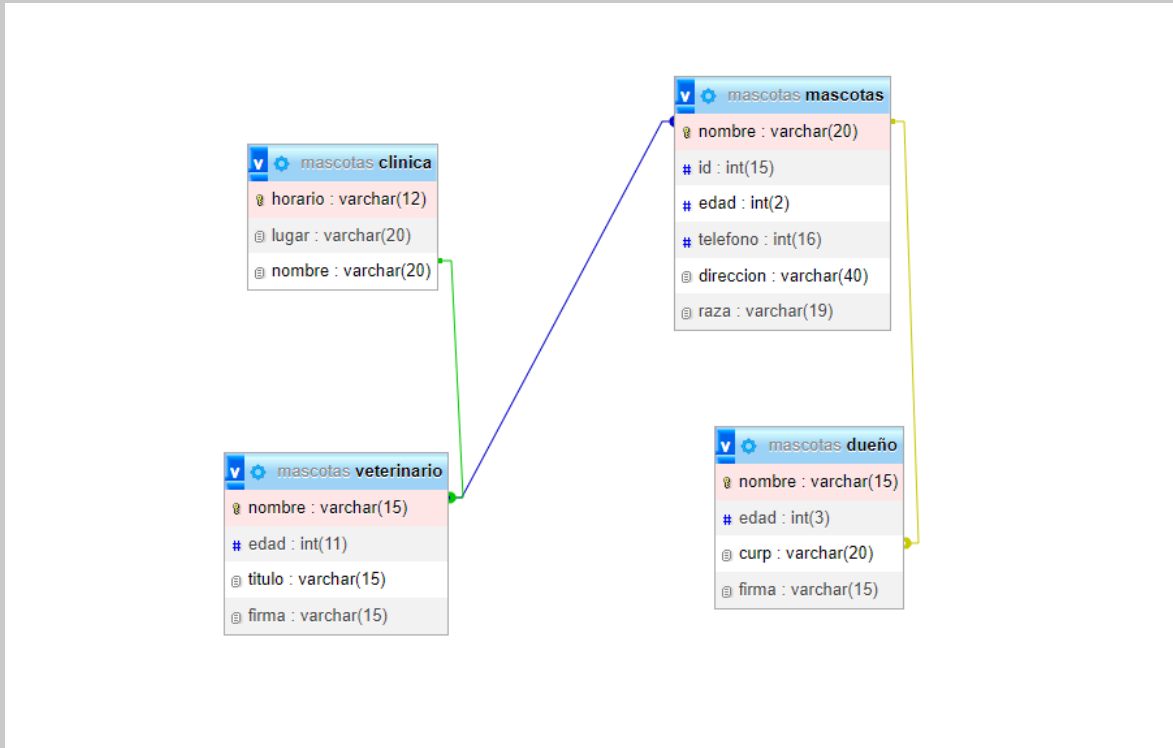 v mascotas clinica
horario : varchar(12)
lugar : varchar(20)
nombre : varchar(20)
v mascotas mascotas
nombre : varchar(20)
# id : int(15)
# edad : int(2)
# telefono : int(16)
direccion : varchar(40)
raza : varchar(19)
v mascotas veterinario
nombre : varchar(15)
# edad : int(11)
titulo : varchar(15)
firma : varchar(15)
v mascotas dueño
nombre : varchar(15)
# edad : int(3)
curp : varchar(20)
firma : varchar(15)